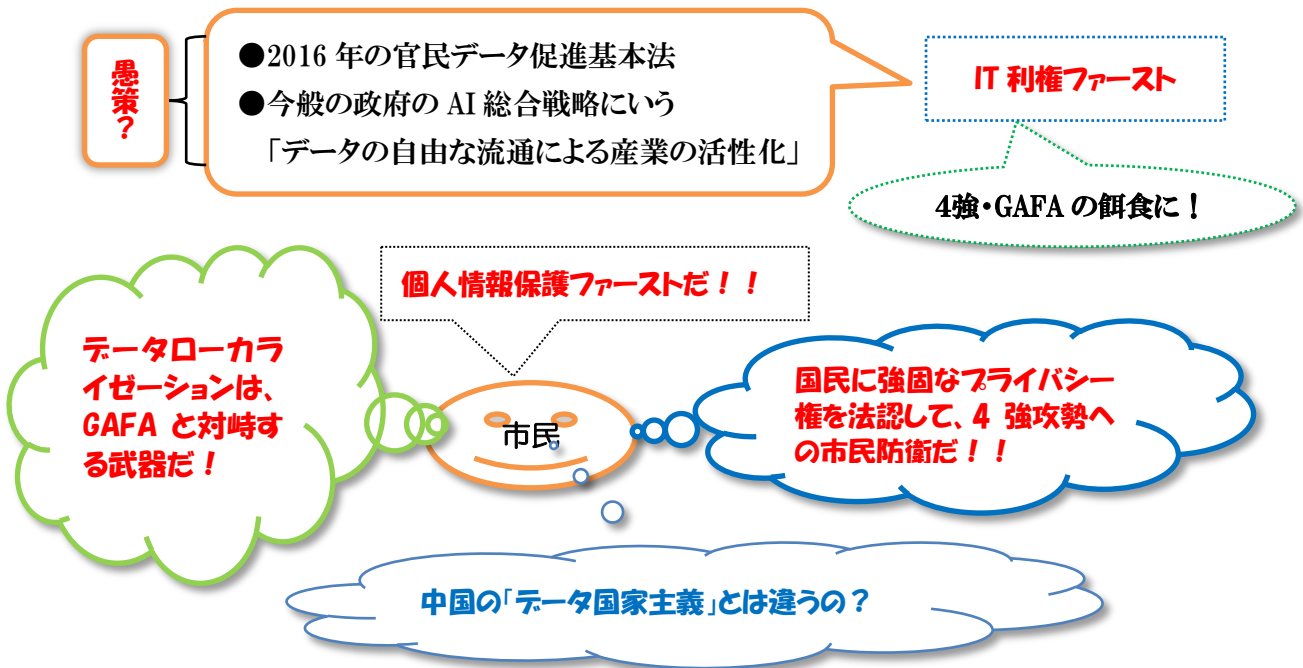 愚策？
●2016 年の官民データ促進基本法
●今般の政府の AI 総合戦略にいう
「データの自由な流通による産業の活性化」
IT 利権ファースト
4強・GAFA の餌食に！
個人情報保護ファーストだ！！
データローカラ
イゼーションは、
GAFA と対峙す
る武器だ！
市民
国民に強固なプライバシー
権を法認して、4 強攻勢へ
の市民防衛だ！！
中国の「データ国家主義」とは違うの？